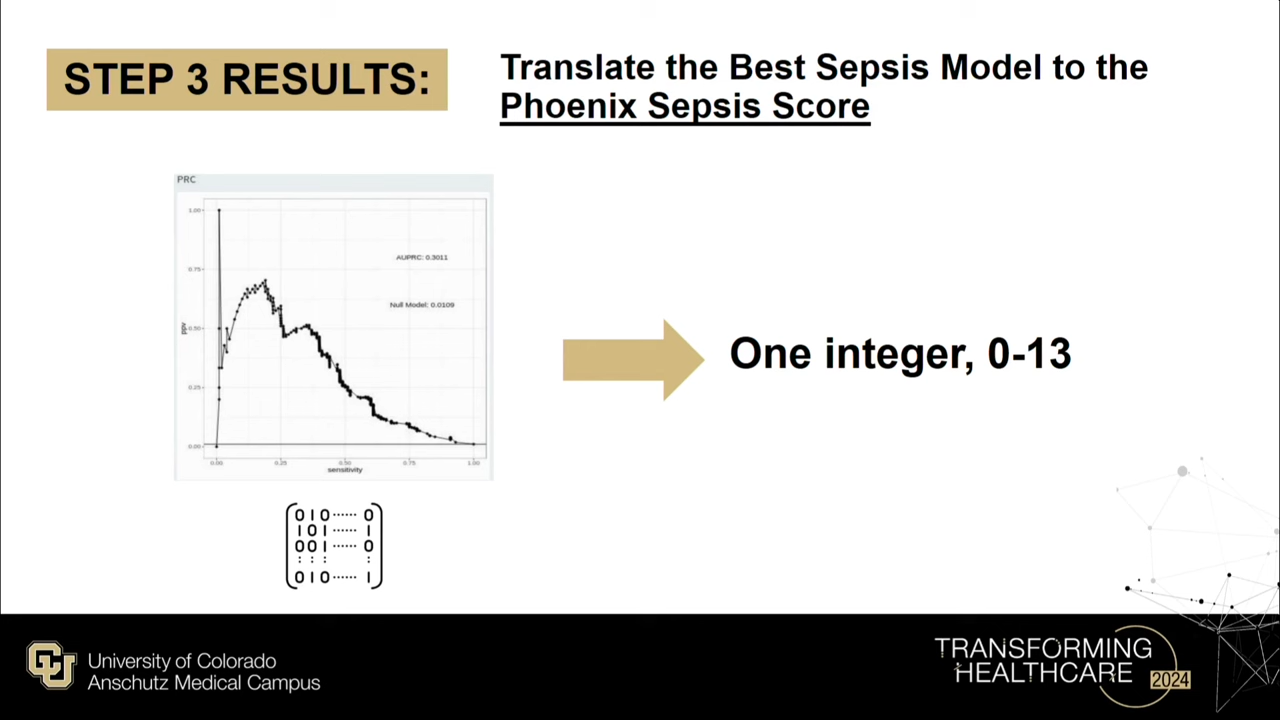 STEP 3 RESULTS:
Translate the Best Sepsis Model to the
Phoenix Sepsis Score
PRC
1.00
0.75
0.50
0.25
0.00
ppv
AUPRC: 0.3011
Null Model: 0.0109
0.00 0.25 0.50 0.75 1.00
sensitivity
One integer, 0-13
0 1 0 ...... 0
1 0 1 ...... 1
0 0 1 ...... 0
: : : :
0 1 0 ...... 1
CU
University of Colorado
Anschutz Medical Campus
TRANSFORMING
HEALTHCARE
2024